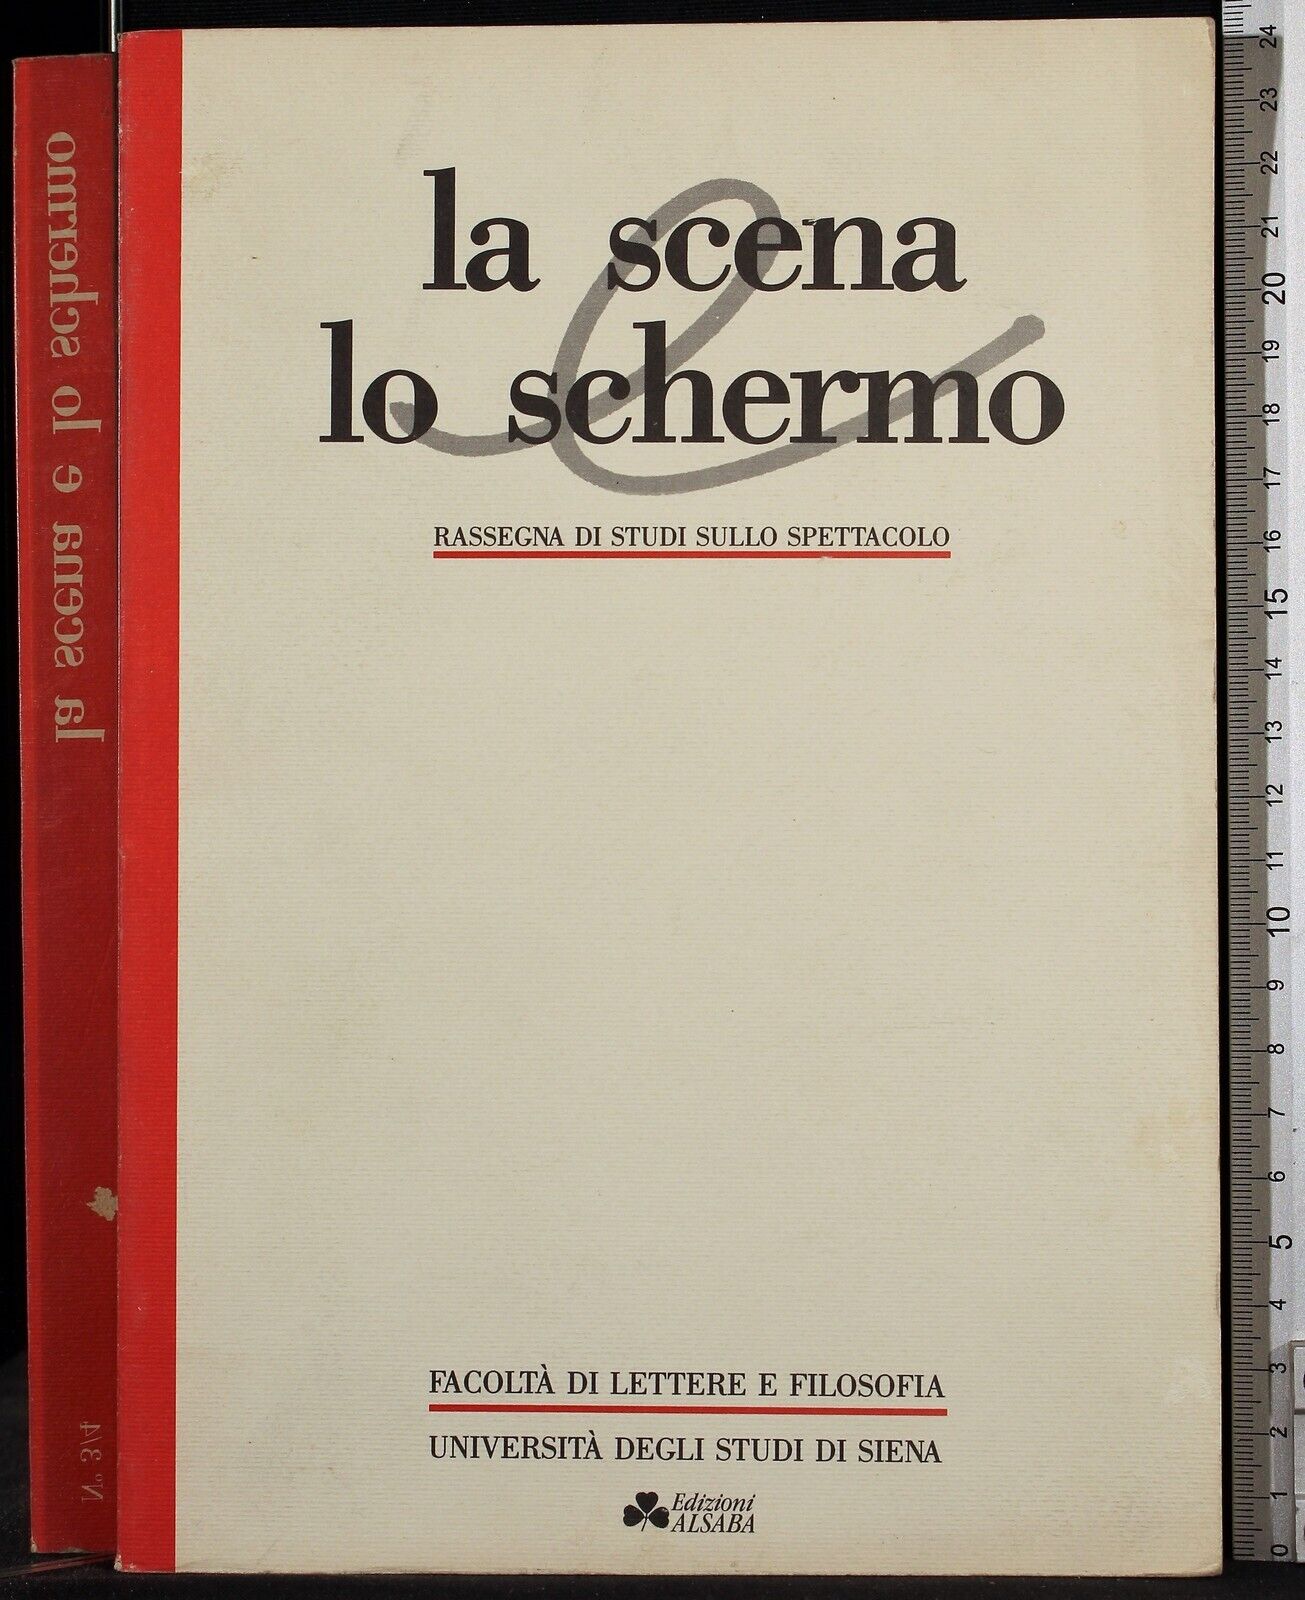 la scena
e
lo schermo
RASSEGNA DI STUDI SULLO SPETTACOLO
FACOLTÀ DI LETTERE E FILOSOFIA
UNIVERSITÀ DEGLI STUDI DI SIENA
Edizioni
ALSABA
la scena e lo schermo
N° 3/4
24
23
22
21
20
19
18
17
16
15
14
13
12
11
10
9
8
7
6
5
4
3
2
1
0